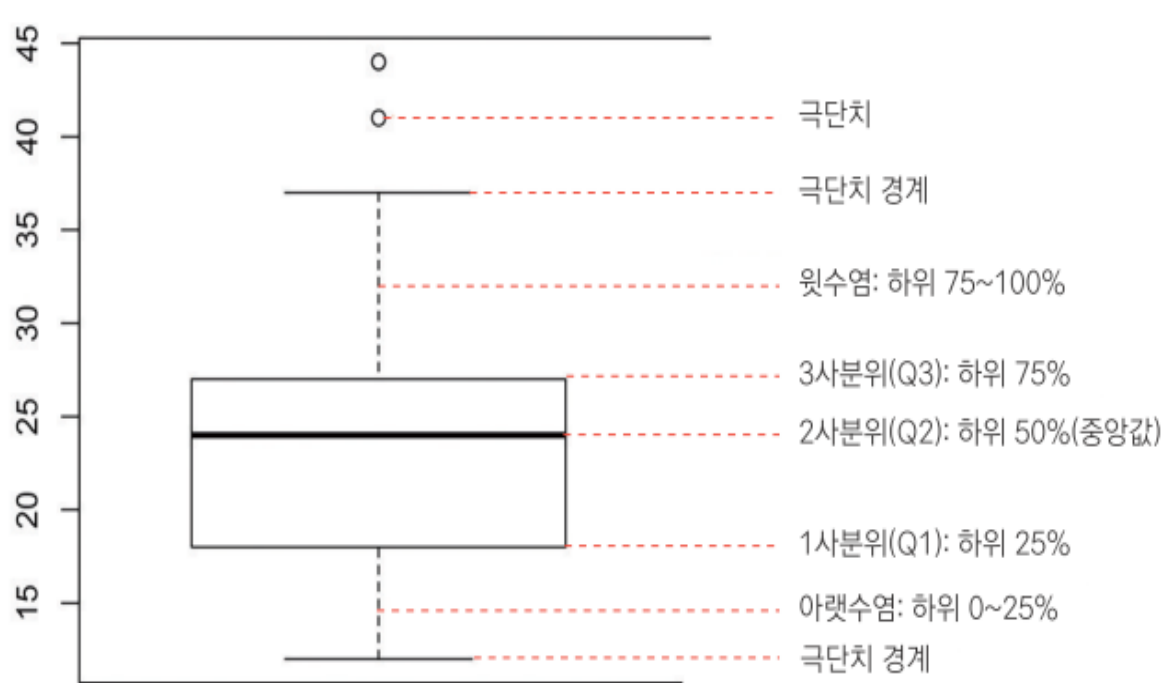 45
40
35
30
25
20
15
극단치
극단치 경계
윗수염: 하위 75~100%
3사분위(Q3): 하위 75%
2사분위(Q2): 하위 50%(중앙값)
1사분위(Q1): 하위 25%
아랫수염: 하위 0~25%
극단치 경계